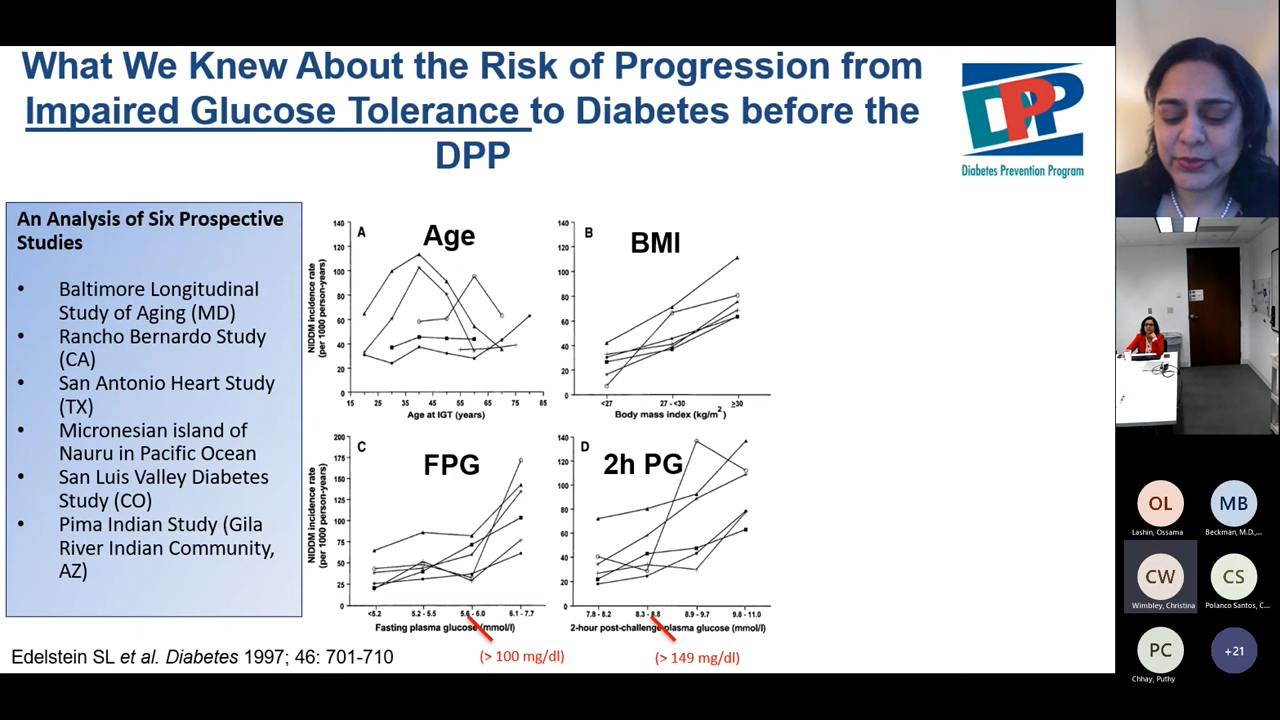 What We Knew About the Risk of Progression from
Impaired Glucose Tolerance to Diabetes before the
DPP
DPP
Diabetes Prevention Program
An Analysis of Six Prospective
Studies
• Baltimore Longitudinal
Study of Aging (MD)
• Rancho Bernardo Study
(CA)
• San Antonio Heart Study
(TX)
• Micronesian island of
Nauru in Pacific Ocean
• San Luis Valley Diabetes
Study (CO)
• Pima Indian Study (Gila
River Indian Community,
AZ)
A
Age
NIDDM incidence rate
(per 1000 person-years)
140
120
100
80
60
40
20
0
15 25 35 45 55 65 75 85
Age at IGT (years)
B
BMI
140
120
100
80
60
40
20
0
<27 27 - <30 ≥30
Body mass index (kg/m2)
C
FPG
NIDDM incidence rate
(per 1000 person-years)
200
175
150
125
100
75
50
25
0
<5.2 5.2 - 5.5 5.6 - 6.0 6.1 - 7.7
Fasting plasma glucose (mmol/l)
(> 100 mg/dl)
D
2h PG
140
120
100
80
60
40
20
0
7.8 - 8.2 8.3 - 8.8 8.9 - 9.7 9.8 - 11.0
2-hour post-challenge plasma glucose (mmol/l)
(> 149 mg/dl)
Edelstein SL et al. Diabetes 1997; 46: 701-710
OL
Lashin, Ossama
MB
Beckman, M.D.,...
CW
Wimbley, Christina
CS
Polanco Santos, C...
PC
Chhay, Puthy
+21